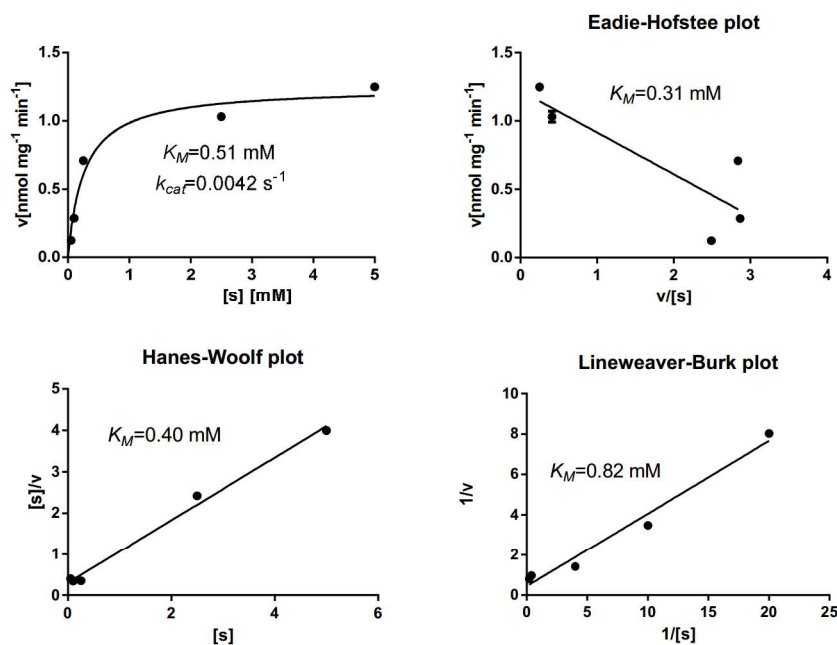 1.5
1.0
0.5
0.0
v[nmol mg⁻¹ min⁻¹]
K_M=0.51 mM
k_cat=0.0042 s⁻¹
0 1 2 3 4 5
[s] [mM]
Eadie-Hofstee plot
1.5
1.0
0.5
0.0
v[nmol mg⁻¹ min⁻¹]
K_M=0.31 mM
0 1 2 3 4
v/[s]
Hanes-Woolf plot
5
4
3
2
1
0
[s]/v
K_M=0.40 mM
0 2 4 6
[s]
Lineweaver-Burk plot
10
8
6
4
2
0
1/v
K_M=0.82 mM
0 5 10 15 20 25
1/[s]